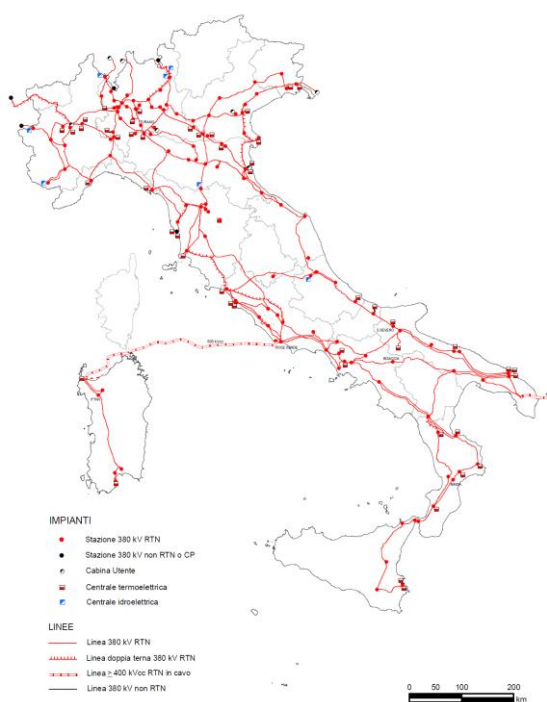 IMPIANTI
Stazione 380 kV RTN
Stazione 380 kV non RTN o CP
Cabina Utente
Centrale termoelettrica
Centrale idroelettrica
LINEE
Linea 380 kV RTN
Linea doppia terna 380 kV RTN
Linea ≥ 400 kVcc RTN in cavo
Linea 380 kV non RTN
0 50 100 200
km